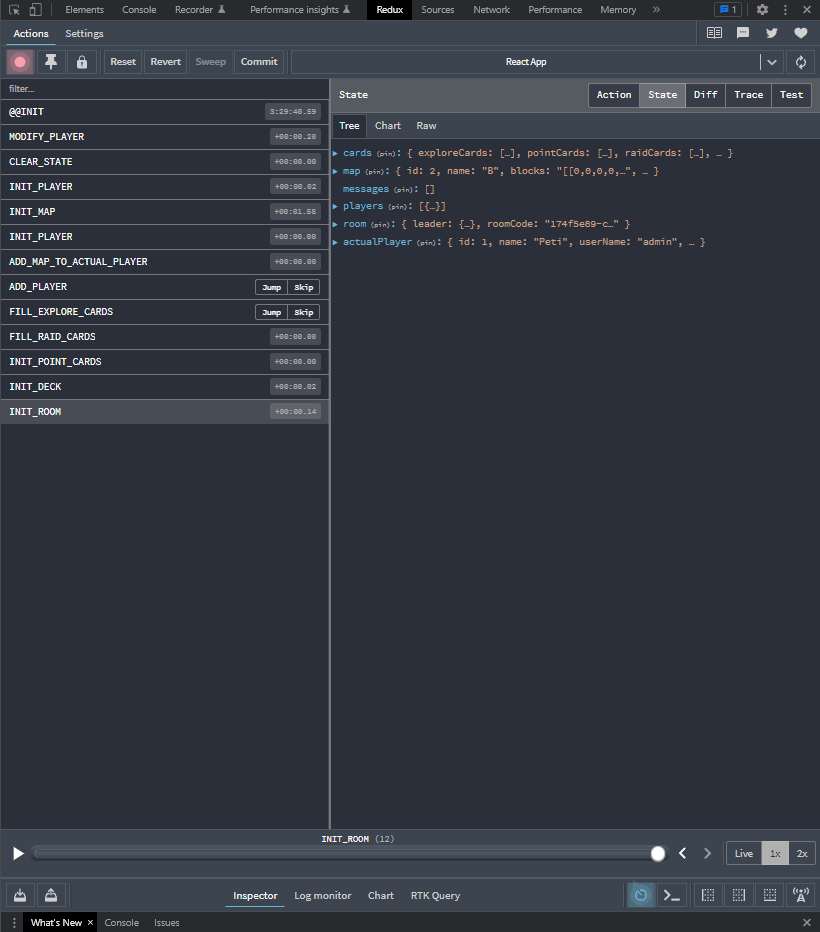 Elements Console Recorder Performance insights Redux Sources Network Performance Memory » 1
Actions Settings
Reset Revert Sweep Commit React App
filter...
@@INIT 3:29:40.59
MODIFY_PLAYER +00:00.20
CLEAR_STATE +00:00.00
INIT_PLAYER +00:00.02
INIT_MAP +00:01.58
INIT_PLAYER +00:00.00
ADD_MAP_TO_ACTUAL_PLAYER +00:00.00
ADD_PLAYER Jump Skip
FILL_EXPLORE_CARDS Jump Skip
FILL_RAID_CARDS +00:00.00
INIT_POINT_CARDS +00:00.00
INIT_DECK +00:00.02
INIT_ROOM +00:00.14
State Action State Diff Trace Test
Tree Chart Raw
cards (pin): { exploreCards: […], pointCards: […], raidCards: […], … }
map (pin): { id: 2, name: "B", blocks: "[[0,0,0,0,…", … }
messages (pin): []
players (pin): [{…}]
room (pin): { leader: {…}, roomCode: "174f5e89-c…" }
actualPlayer (pin): { id: 1, name: "Peti", userName: "admin", … }
INIT_ROOM (12)
Live 1x 2x
Inspector Log monitor Chart RTK Query
What's New × Console Issues